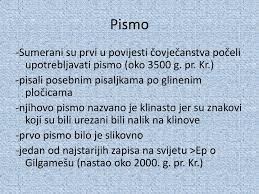 Pismo
-Sumerani su prvi u povijesti čovječanstva počeli
upotrebljavati pismo (oko 3500 g. pr. Kr.)
-pisali posebnim pisaljkama po glinenim
pločicama
-njihovo pismo nazvano je klinasto jer su znakovi
koji su bili urezani bili nalik na klinove
-prvo pismo bilo je slikovno
-jedan od najstarijih zapisa na svijetu >Ep o
Gilgamešu (nastao oko 2000. g. pr. Kr.)